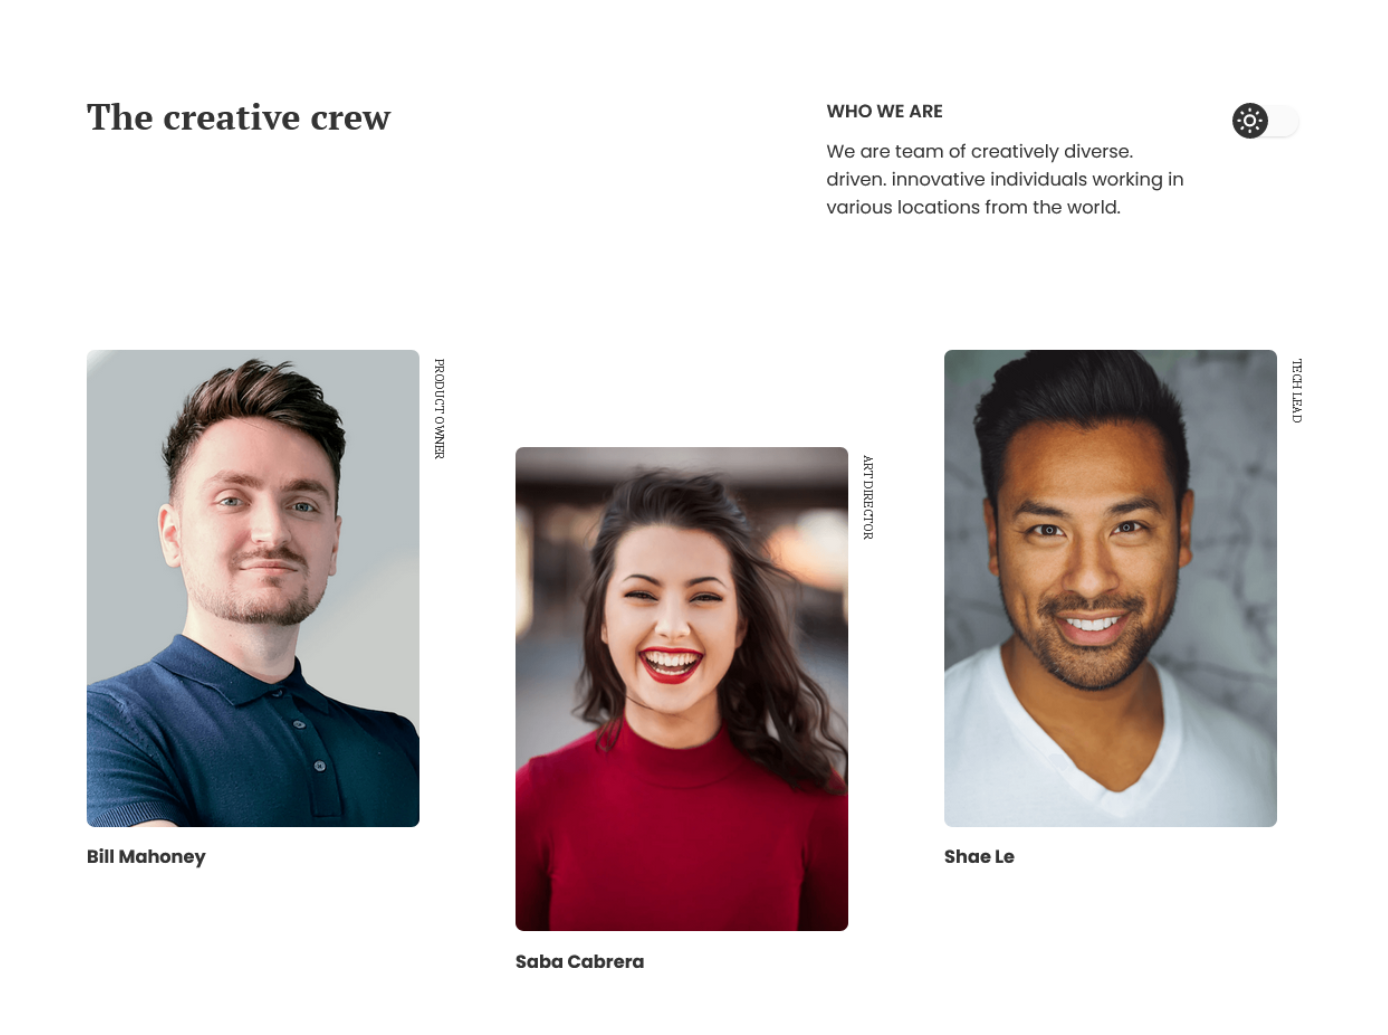 The creative crew
WHO WE ARE
We are team of creatively diverse.
driven. innovative individuals working in
various locations from the world.
PRODUCT OWNER
Bill Mahoney
ART DIRECTOR
Saba Cabrera
TECH LEAD
Shae Le